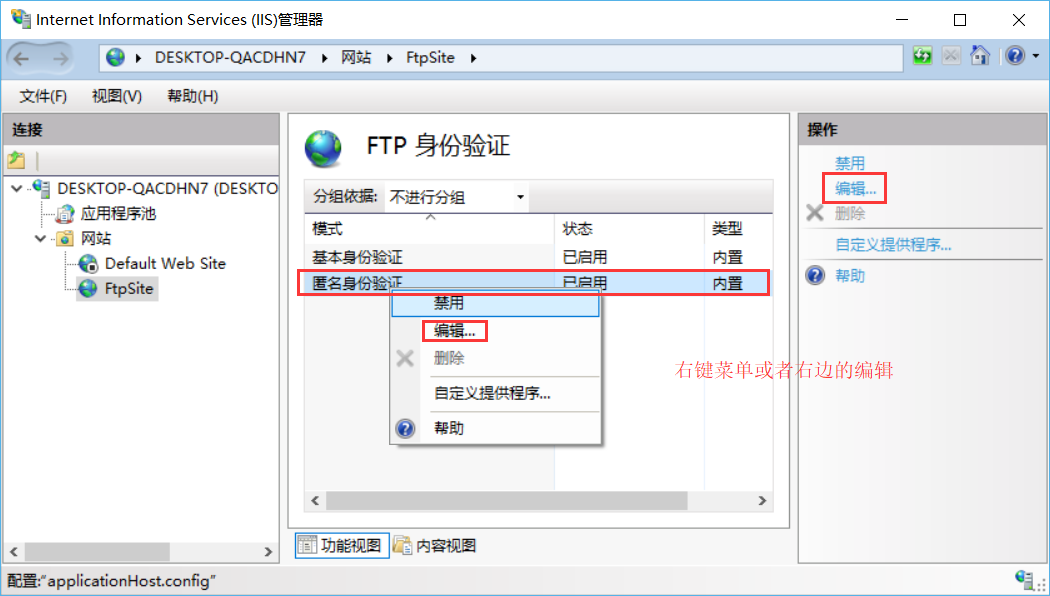 Internet Information Services (IIS)管理器
DESKTOP-QACDHN7 网站 FtpSite
文件(F) 视图(V) 帮助(H)
连接
DESKTOP-QACDHN7 (DESKTO
应用程序池
网站
Default Web Site
FtpSite
FTP 身份验证
分组依据: 不进行分组
模式 状态 类型
基本身份验证 已启用 内置
匿名身份验证 已启用 内置
禁用
编辑...
删除
自定义提供程序...
帮助
右键菜单或者右边的编辑
功能视图 内容视图
操作
禁用
编辑...
删除
自定义提供程序...
帮助
配置:“applicationHost.config”